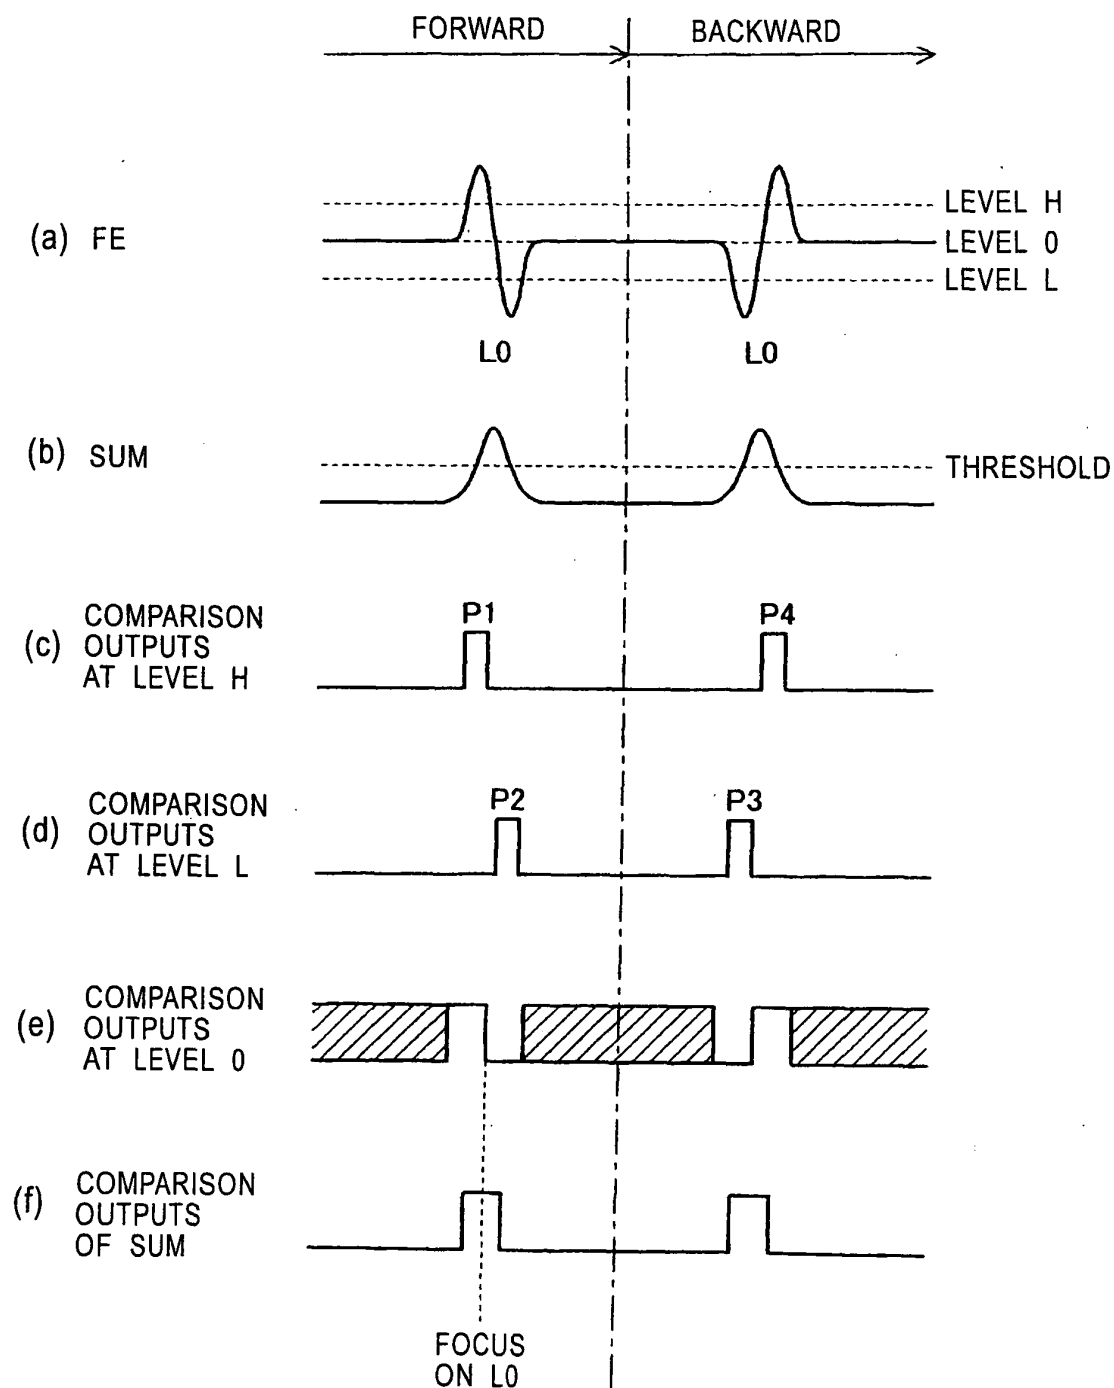 FORWARD
BACKWARD
(a) FE
LEVEL H
LEVEL 0
LEVEL L
L0
L0
(b) SUM
THRESHOLD
(c)
COMPARISON
OUTPUTS
AT LEVEL H
P1
P4
(d)
COMPARISON
OUTPUTS
AT LEVEL L
P2
P3
(e)
COMPARISON
OUTPUTS
AT LEVEL 0
(f)
COMPARISON
OUTPUTS
OF SUM
FOCUS
ON L0